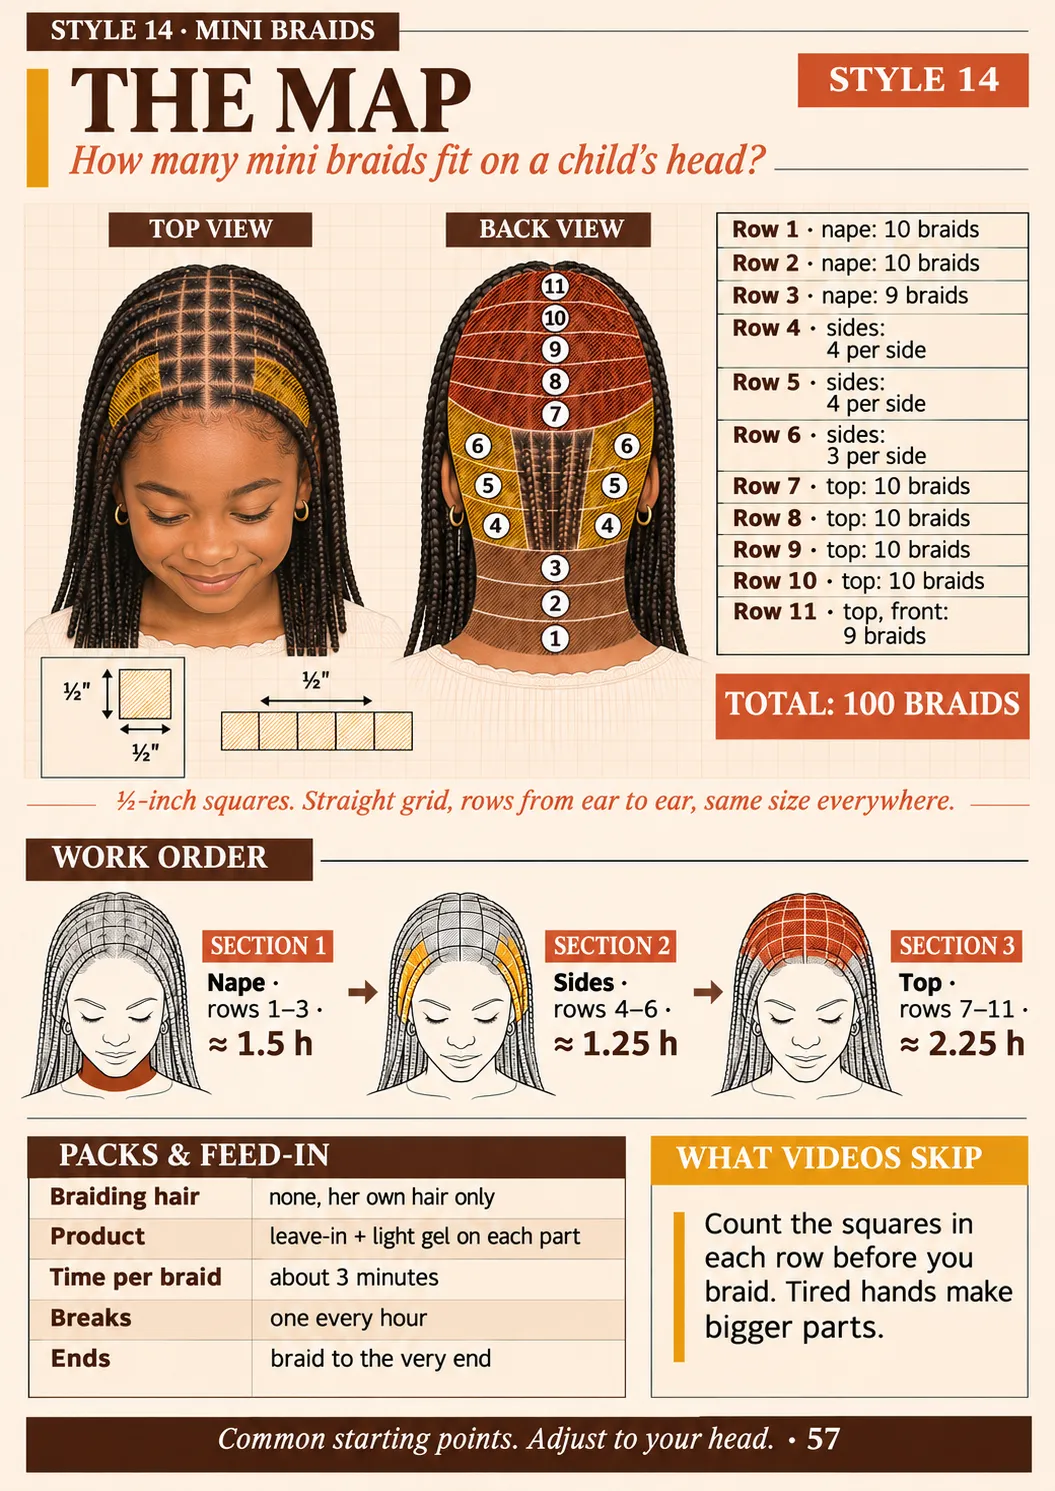 STYLE 14 · MINI BRAIDS
THE MAP
STYLE 14
How many mini braids fit on a child's head?
TOP VIEW
BACK VIEW
11
10
9
8
7
6
6
5
5
4
4
3
2
1
Row 1 · nape: 10 braids
Row 2 · nape: 10 braids
Row 3 · nape: 9 braids
Row 4 · sides:
4 per side
Row 5 · sides:
4 per side
Row 6 · sides:
3 per side
Row 7 · top: 10 braids
Row 8 · top: 10 braids
Row 9 · top: 10 braids
Row 10 · top: 10 braids
Row 11 · top, front:
9 braids
TOTAL: 100 BRAIDS
½"
½"
½"
½-inch squares. Straight grid, rows from ear to ear, same size everywhere.
WORK ORDER
SECTION 1
Nape ·
rows 1–3 ·
≈ 1.5 h
SECTION 2
Sides ·
rows 4–6 ·
≈ 1.25 h
SECTION 3
Top ·
rows 7–11 ·
≈ 2.25 h
PACKS & FEED-IN
Braiding hair none, her own hair only
Product leave-in + light gel on each part
Time per braid about 3 minutes
Breaks one every hour
Ends braid to the very end
WHAT VIDEOS SKIP
Count the squares in
each row before you
braid. Tired hands make
bigger parts.
Common starting points. Adjust to your head. · 57